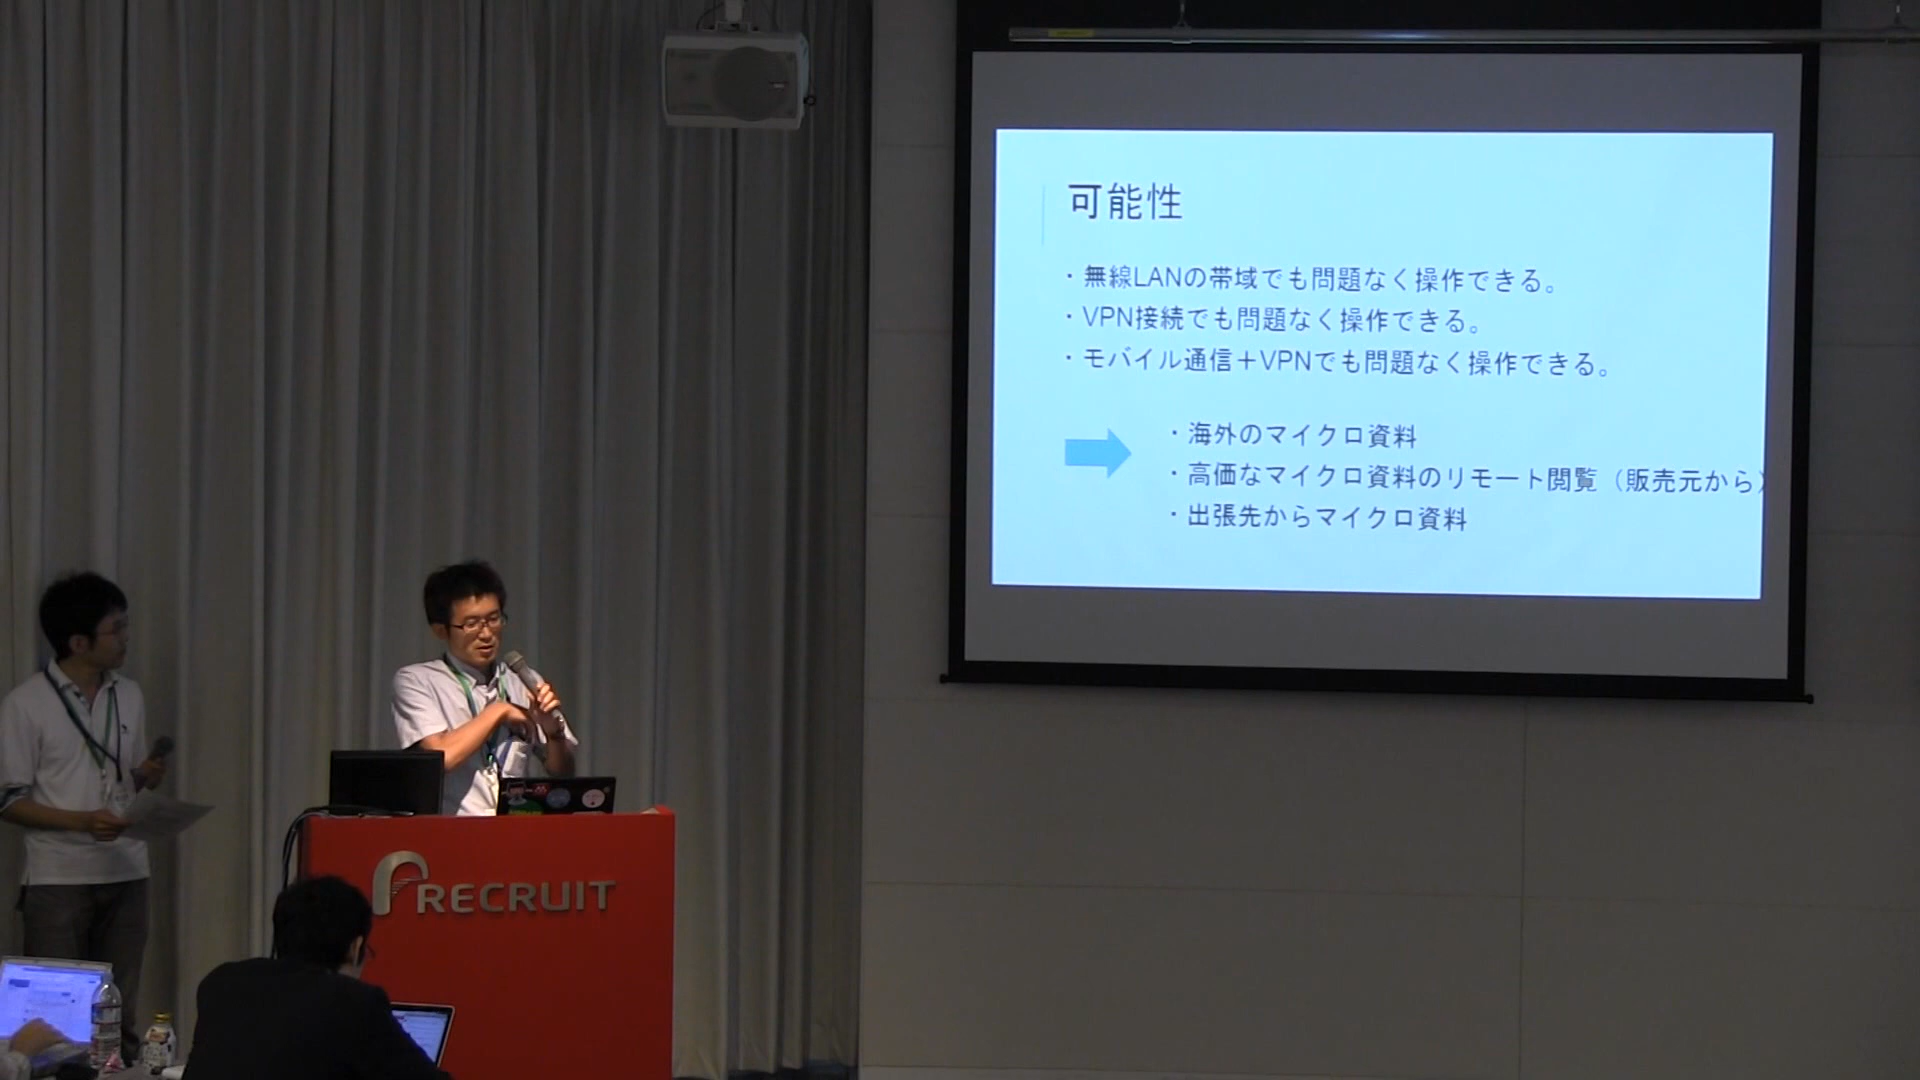 可能性
・無線LANの帯域でも問題なく操作できる。
・VPN接続でも問題なく操作できる。
・モバイル通信＋VPNでも問題なく操作できる。
・海外のマイクロ資料
・高価なマイクロ資料のリモート閲覧（販売元から）
・出張先からマイクロ資料
RECRUIT